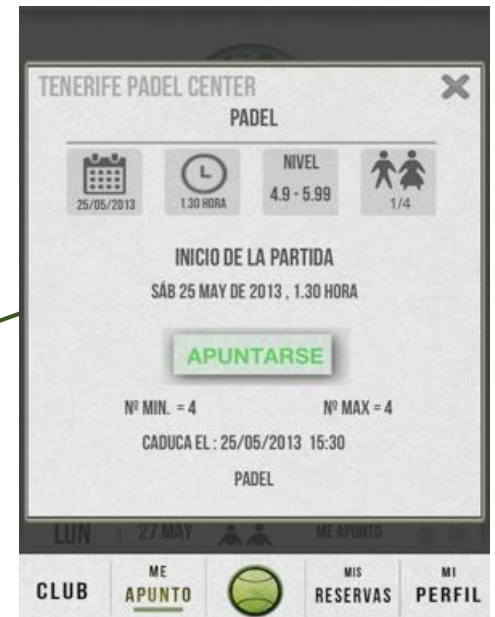 TENERIFE PADEL CENTER
PADEL
25/05/2013
1.30 HORA
NIVEL
4.9 - 5.99
1/4
INICIO DE LA PARTIDA
SÁB 25 MAY DE 2013 , 1.30 HORA
APUNTARSE
Nº MIN. = 4 Nº MAX = 4
CADUCA EL : 25/05/2013 15:30
PADEL
LUN 27 MAY ME APUNTO
CLUB
ME
APUNTO
MIS
RESERVAS
MI
PERFIL